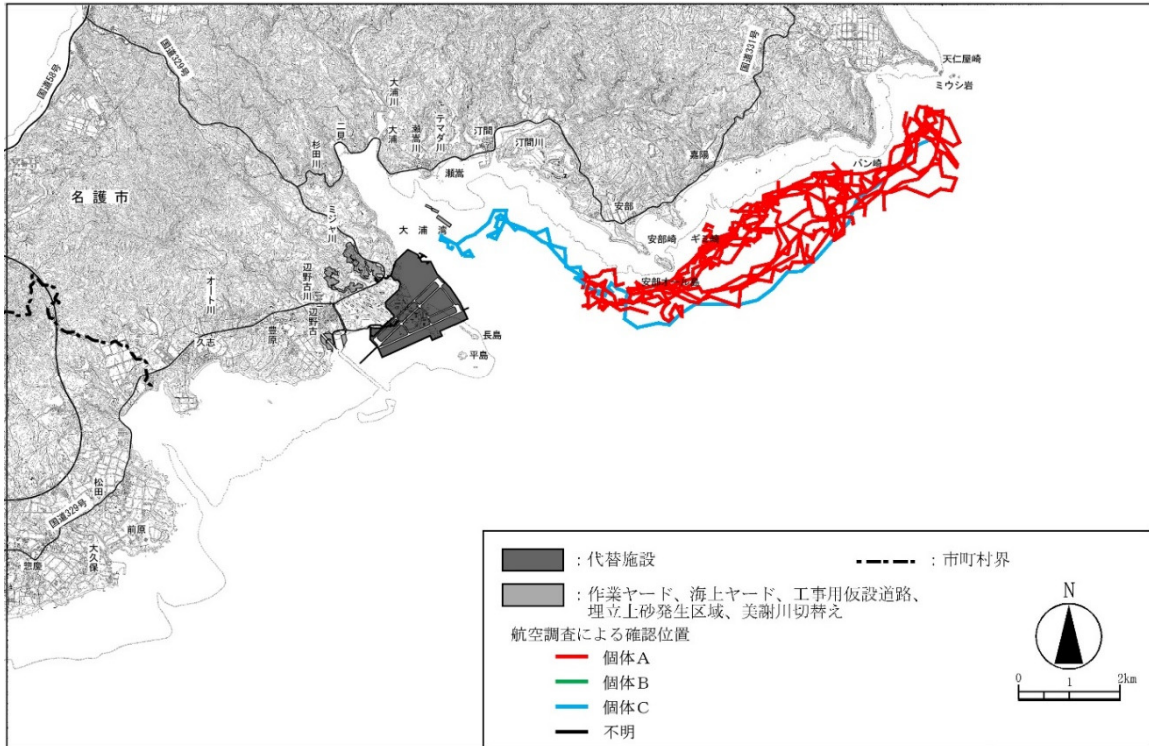 国道58号
国道329号
国道331号
天仁屋崎
ミウシ岩
バン崎
嘉陽
大浦川
大浦
瀬嵩川
テマダ川
汀間
汀間川
二見
杉田川
瀬嵩
安部
名護市
ミジャ川
大浦湾
安部崎
オートリ川
辺野古川
辺野古
豊原
久志
長島
平島
松田
国道329号
前原
大久保
惣慶
:代替施設
:市町村界
:作業ヤード、海上ヤード、工事用仮設道路、
埋立土砂発生区域、美謝川切替え
航空調査による確認位置
個体A
個体B
個体C
不明
N
0 1 2km